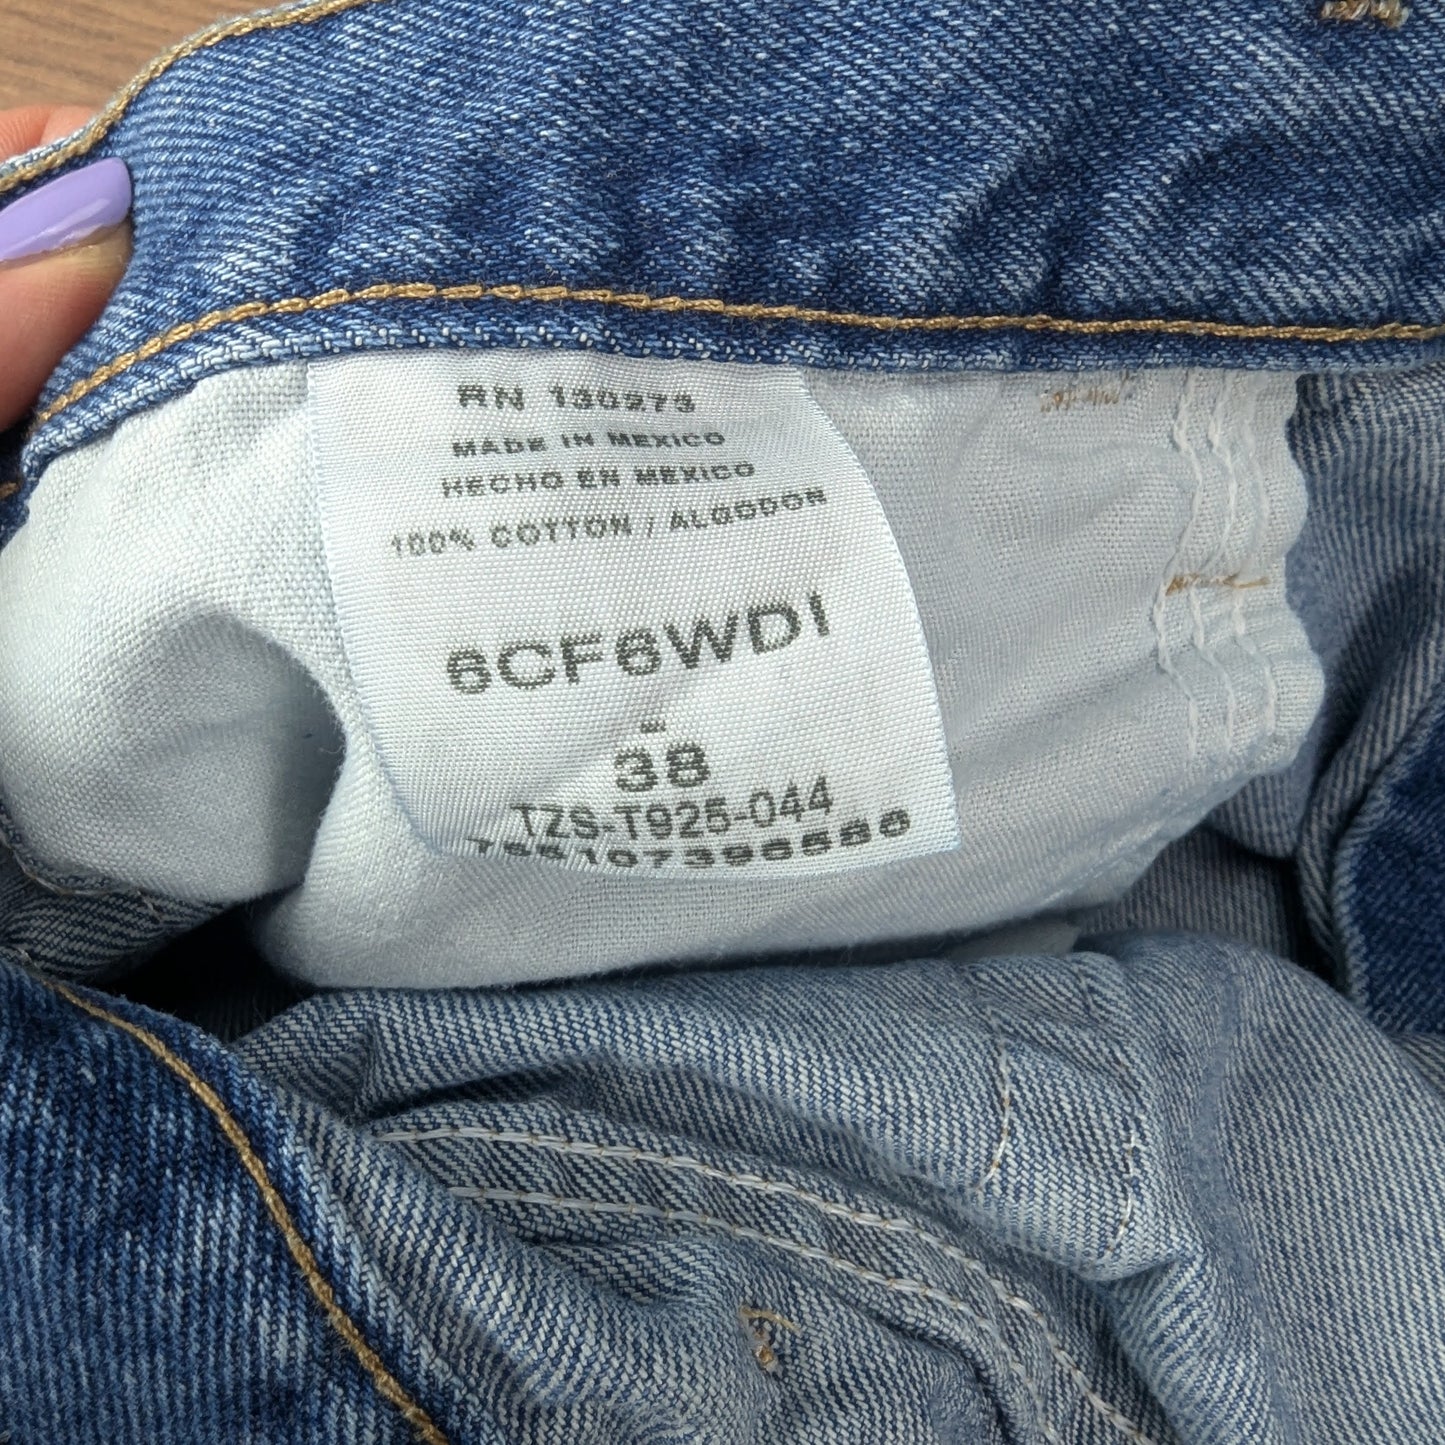 RN 130273
MADE IN MEXICO
HECHO EN MEXICO
100% COTTON / ALGODON
6CF6WDI
-
38
TZS-T925-044